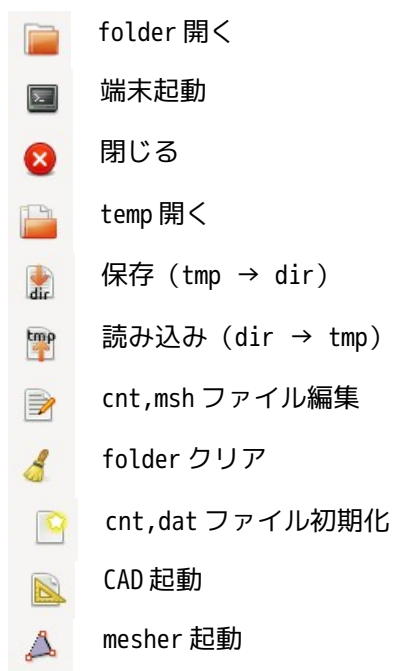 folder 開く
端末起動
閉じる
temp 開く
dir
保存 (tmp → dir)
tmp
読み込み (dir → tmp)
cnt,msh ファイル編集
folder クリア
cnt,dat ファイル初期化
CAD 起動
mesher 起動